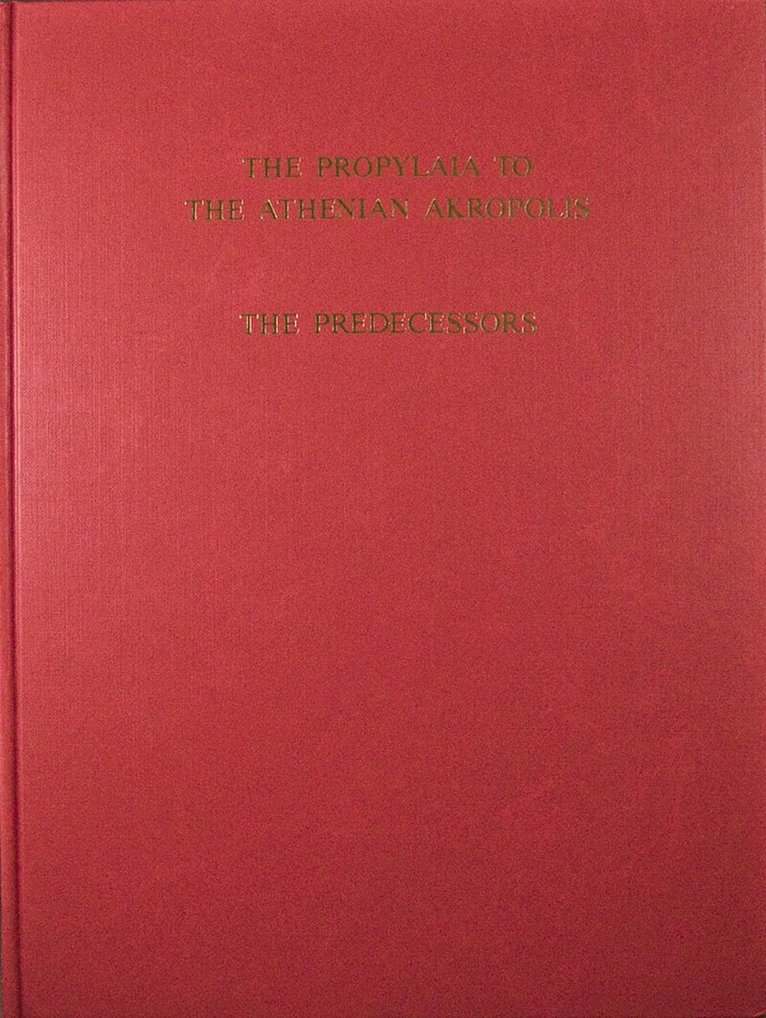 THE PROPYLAIA TO
THE ATHENIAN AKROPOLIS
THE PREDECESSORS